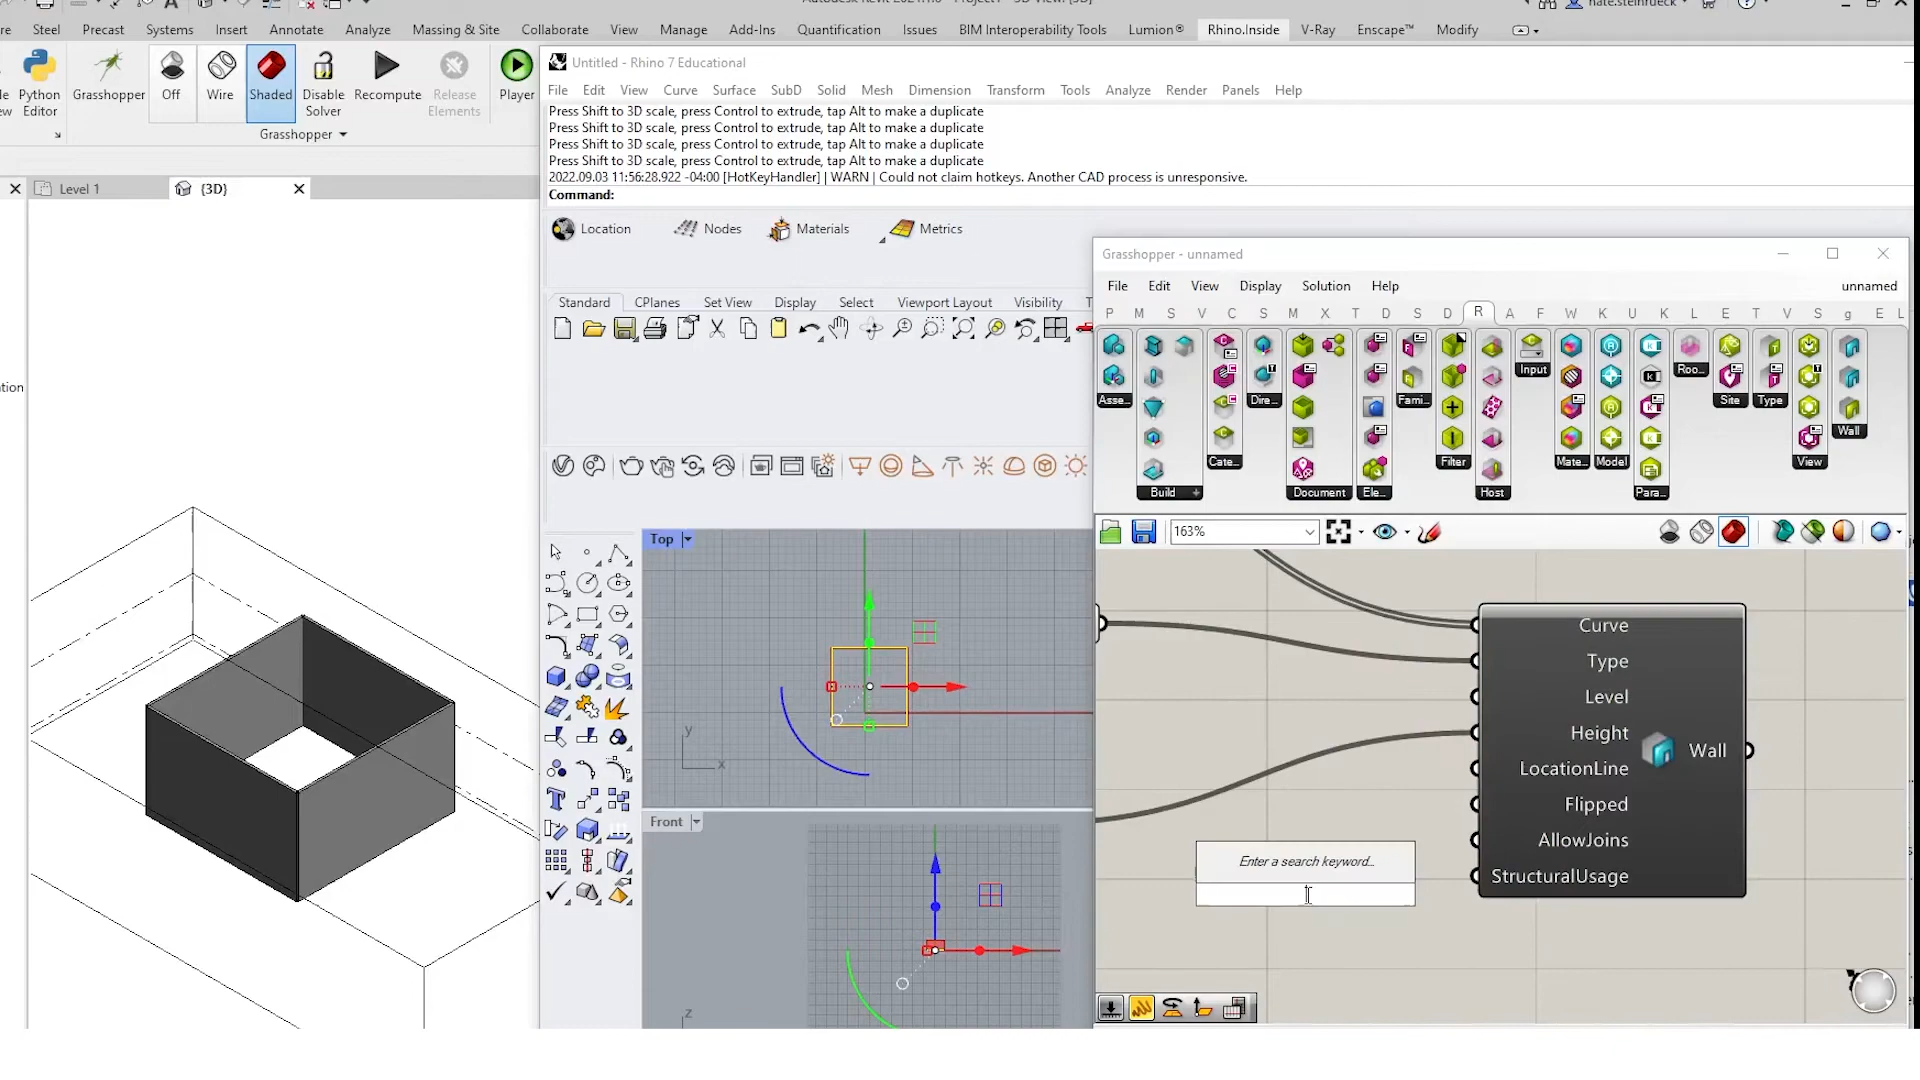 Steel Precast Systems Insert Annotate Analyze Massing & Site Collaborate View Manage Add-Ins Quantification Issues BIM Interoperability Tools Lumion® Rhino.Inside V-Ray Enscape™ Modify
Python Editor
Grasshopper
Off
Wire
Shaded
Disable Solver
Recompute
Release Elements
Player
Grasshopper
Level 1
{3D}
Untitled - Rhino 7 Educational
File Edit View Curve Surface SubD Solid Mesh Dimension Transform Tools Analyze Render Panels Help
Press Shift to 3D scale, press Control to extrude, tap Alt to make a duplicate
Press Shift to 3D scale, press Control to extrude, tap Alt to make a duplicate
Press Shift to 3D scale, press Control to extrude, tap Alt to make a duplicate
Press Shift to 3D scale, press Control to extrude, tap Alt to make a duplicate
2022.09.03 11:56:28.922 -04:00 [HotKeyHandler] | WARN | Could not claim hotkeys. Another CAD process is unresponsive.
Command:
Location Nodes Materials Metrics
Standard CPlanes Set View Display Select Viewport Layout Visibility T
Top
y
x
Front
z
Grasshopper - unnamed
File Edit View Display Solution Help unnamed
P M S V C S M X T D S D R A F W K U K L E T V S g E L
Input Roo...
Asse... Dire... Fami... Site Type
Wall
Cate... Filter Mate... Model View
Build Document Ele... Host Para...
163%
Curve
Type
Level
Height
Wall
LocationLine
Flipped
AllowJoins
StructuralUsage
Enter a search keyword...